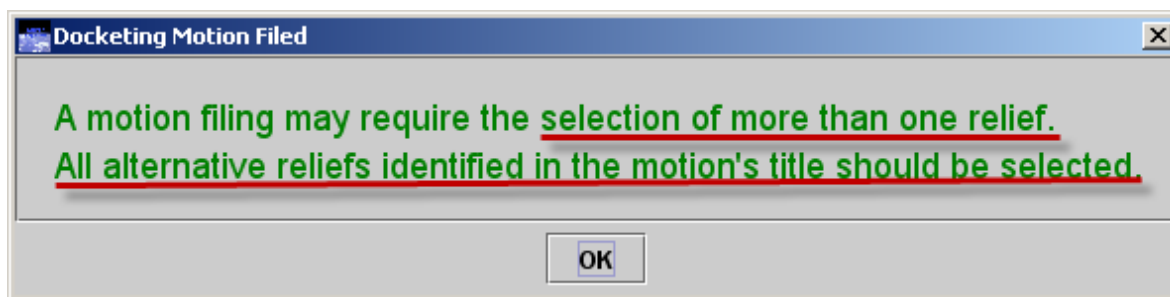 Docketing Motion Filed
A motion filing may require the selection of more than one relief.
All alternative reliefs identified in the motion's title should be selected.
OK